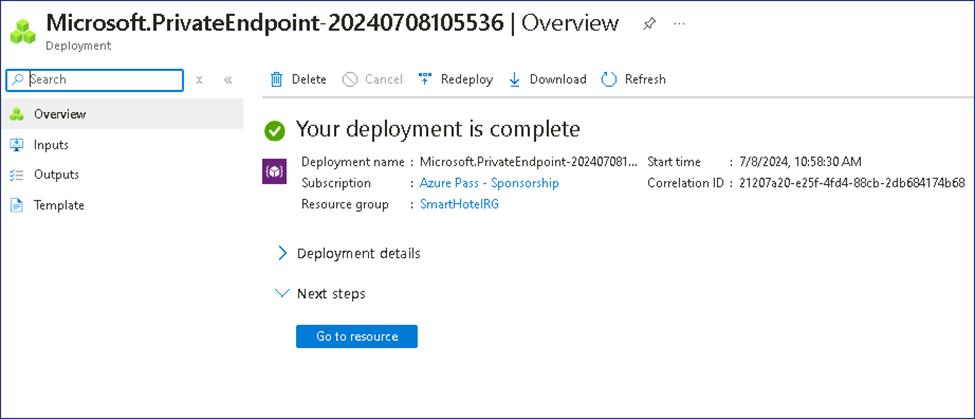 Microsoft.PrivateEndpoint-20240708105536 | Overview
Deployment
Search
Delete Cancel Redeploy Download Refresh
Overview
Inputs
Outputs
Template
Your deployment is complete
Deployment name : Microsoft.PrivateEndpoint-202407081... Start time : 7/8/2024, 10:58:30 AM
Subscription : Azure Pass - Sponsorship Correlation ID : 21207a20-e25f-4fd4-88cb-2db684174b68
Resource group : SmartHotelRG
Deployment details
Next steps
Go to resource